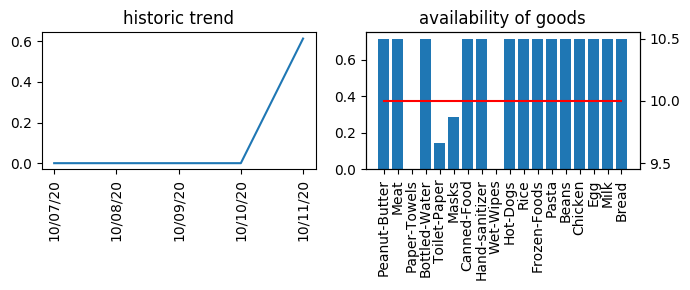 historic trend
0.6
0.4
0.2
0.0
10/07/20
10/08/20
10/09/20
10/10/20
10/11/20
availability of goods
0.6
0.4
0.2
0.0
10.5
10.0
9.5
Peanut-Butter
Meat
Paper-Towels
Bottled-Water
Toilet-Paper
Masks
Canned-Food
Hand-sanitizer
Wet-Wipes
Hot-Dogs
Rice
Frozen-Foods
Pasta
Beans
Chicken
Egg
Milk
Bread